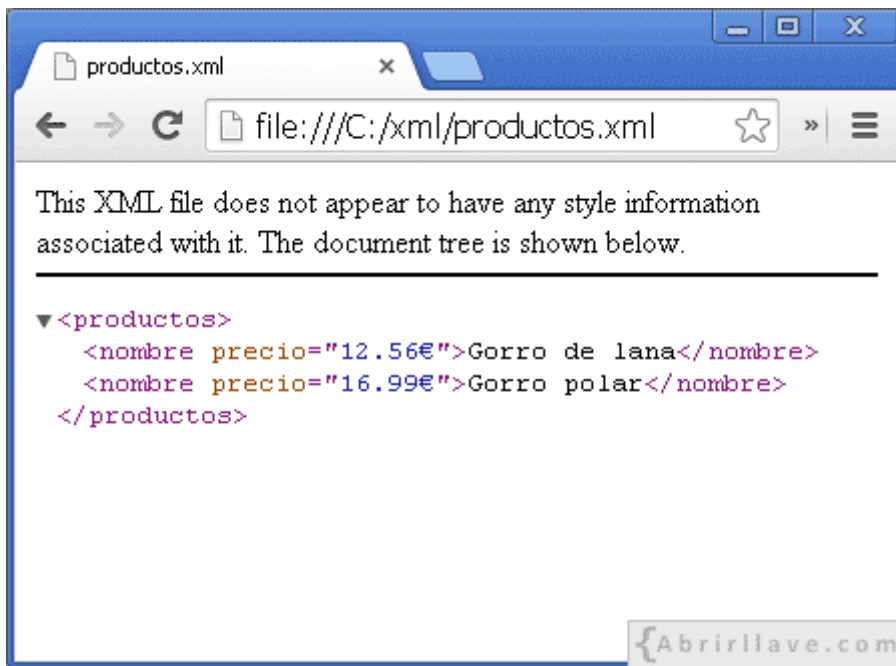 productos.xml
file:///C:/xml/productos.xml
This XML file does not appear to have any style information
associated with it. The document tree is shown below.
<productos>
<nombre precio="12.56€">Gorro de lana</nombre>
<nombre precio="16.99€">Gorro polar</nombre>
</productos>
{Abrirllave.com